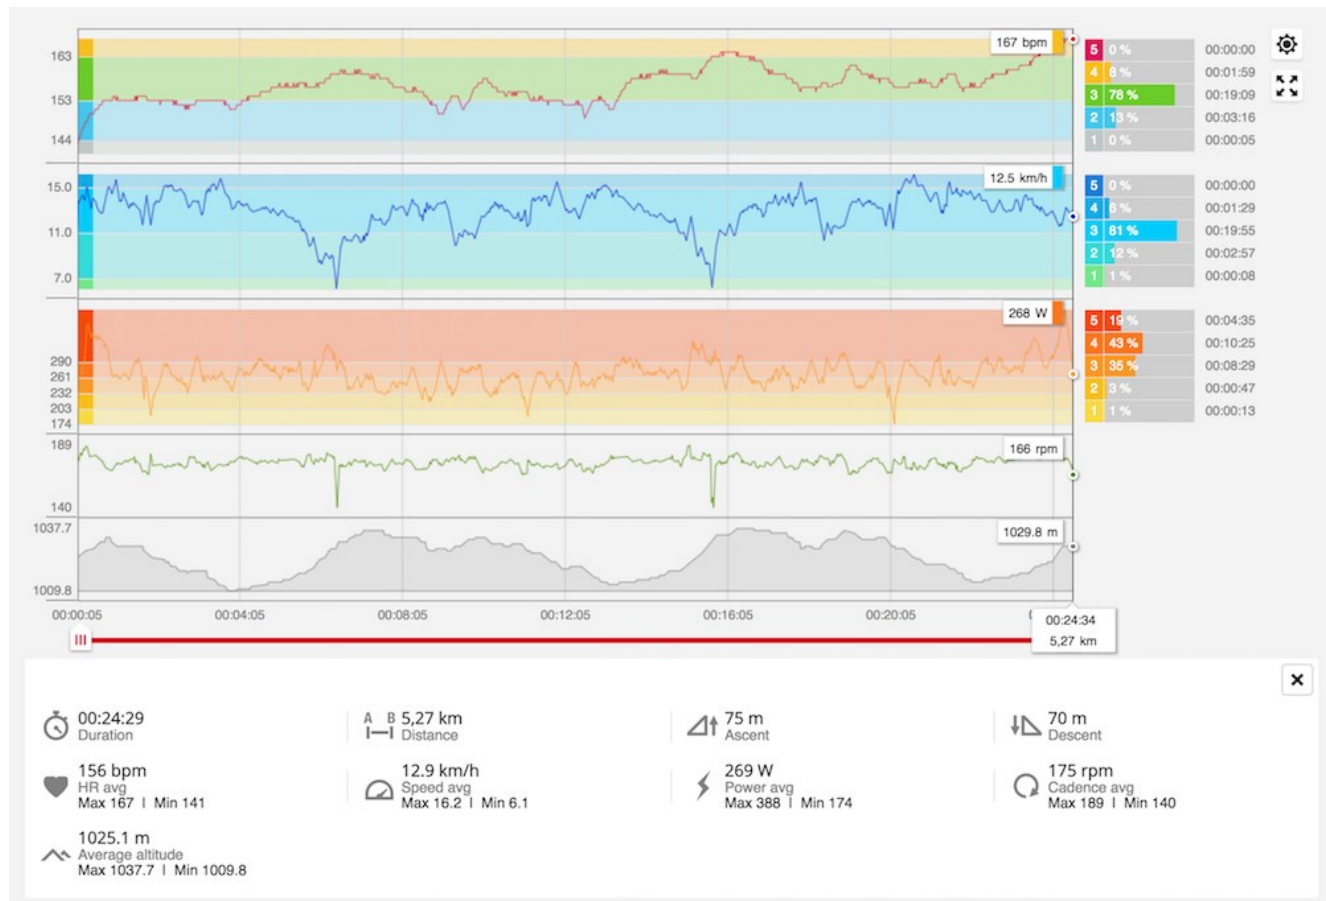 167 bpm
163
153
144
5 0 % 00:00:00
4 8 % 00:01:59
3 78 % 00:19:09
2 13 % 00:03:16
1 0 % 00:00:05
12.5 km/h
15.0
11.0
7.0
5 0 % 00:00:00
4 6 % 00:01:29
3 81 % 00:19:55
2 12 % 00:02:57
1 1 % 00:00:08
268 W
290
261
232
203
174
5 19 % 00:04:35
4 43 % 00:10:25
3 35 % 00:08:29
2 3 % 00:00:47
1 1 % 00:00:13
189
166 rpm
140
1037.7
1029.8 m
1009.8
00:00:05 00:04:05 00:08:05 00:12:05 00:16:05 00:20:05
00:24:34
5,27 km
00:24:29 A B 5,27 km 75 m 70 m
Duration Distance Ascent Descent
156 bpm 12.9 km/h 269 W 175 rpm
HR avg Speed avg Power avg Cadence avg
Max 167 | Min 141 Max 16.2 | Min 6.1 Max 388 | Min 174 Max 189 | Min 140
1025.1 m
Average altitude
Max 1037.7 | Min 1009.8